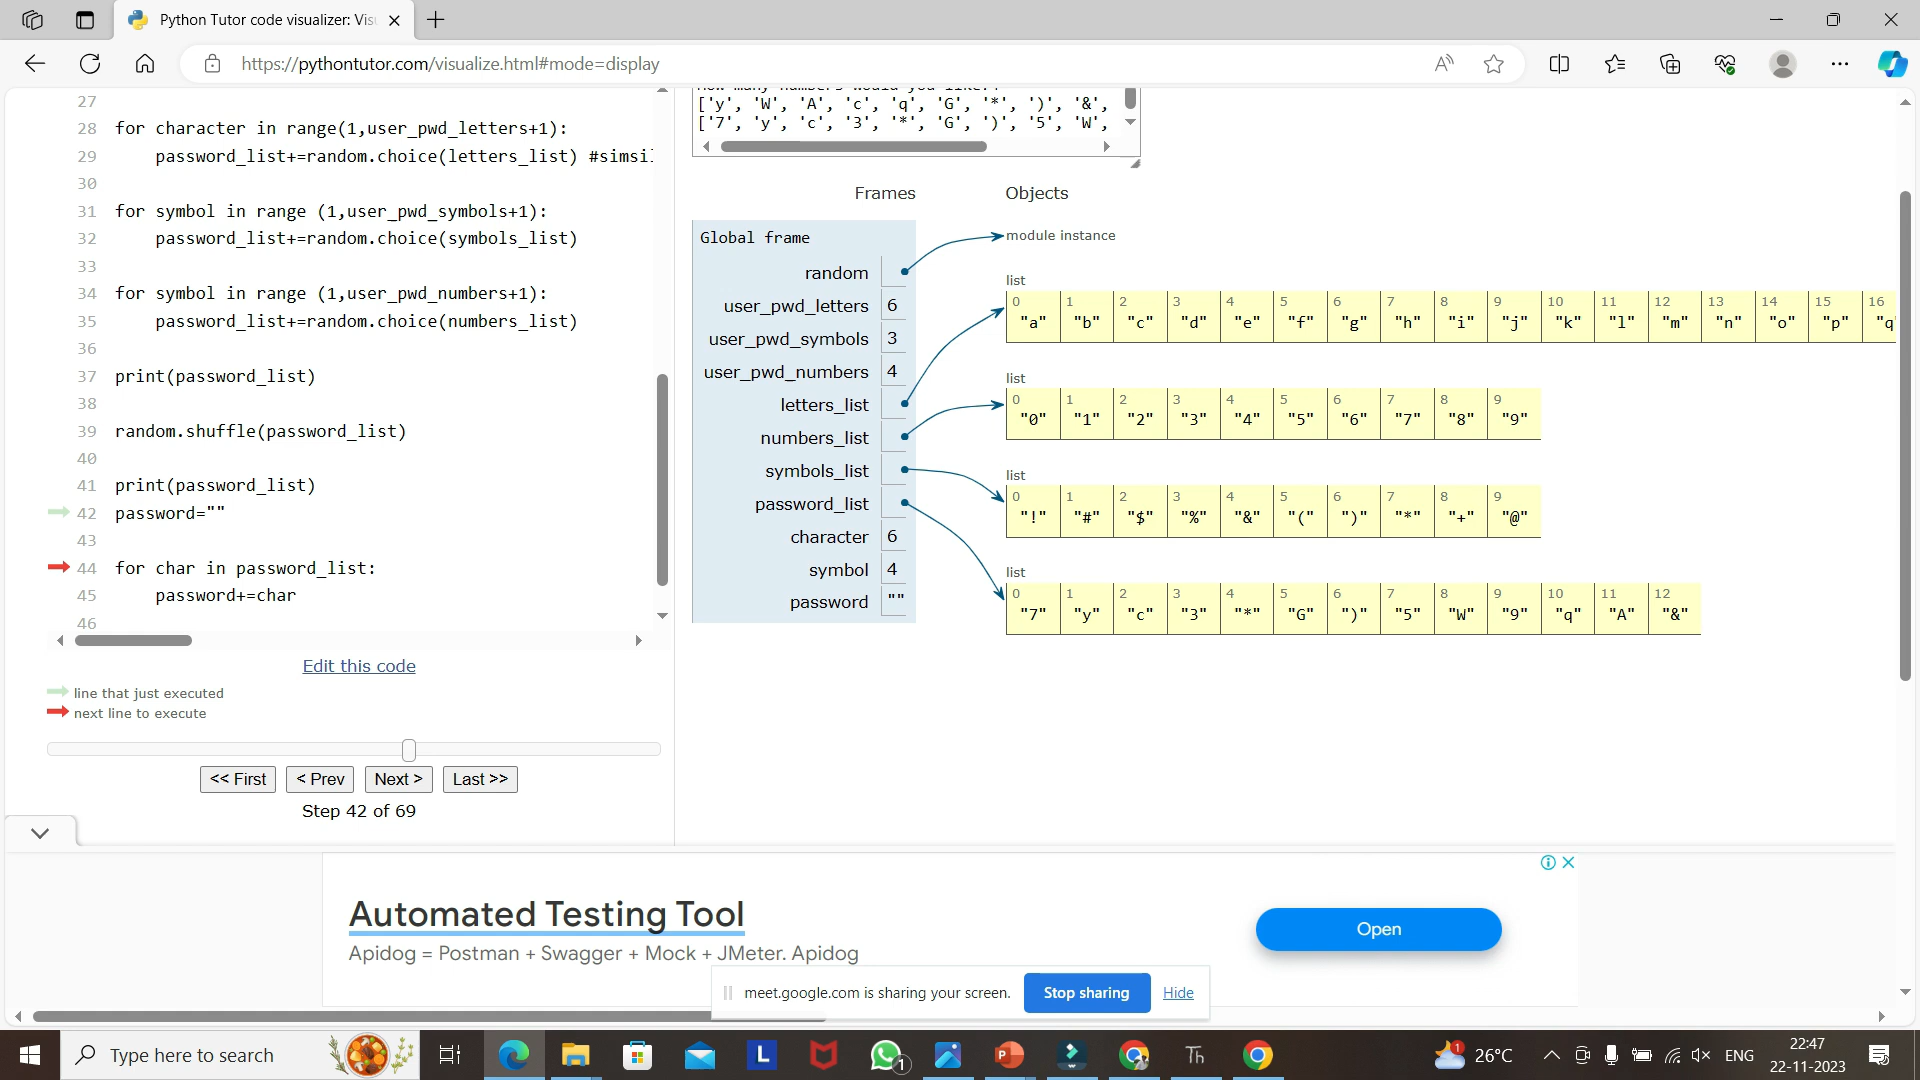 Python Tutor code visualizer: Vis
https://pythontutor.com/visualize.html#mode=display
27
28 for character in range(1,user_pwd_letters+1):
29 password_list+=random.choice(letters_list) #simsil
30
31 for symbol in range (1,user_pwd_symbols+1):
32 password_list+=random.choice(symbols_list)
33
34 for symbol in range (1,user_pwd_numbers+1):
35 password_list+=random.choice(numbers_list)
36
37 print(password_list)
38
39 random.shuffle(password_list)
40
41 print(password_list)
42 password=""
43
44 for char in password_list:
45 password+=char
46
Edit this code
line that just executed
next line to execute
<< First
< Prev
Next >
Last >>
Step 42 of 69
How many numbers would you like?
['y', 'W', 'A', 'c', 'q', 'G', '*', ')', '&',
['7', 'y', 'c', '3', '*', 'G', ')', '5', 'W',
Frames
Objects
Global frame
random
user_pwd_letters 6
user_pwd_symbols 3
user_pwd_numbers 4
letters_list
numbers_list
symbols_list
password_list
character 6
symbol 4
password ""
module instance
list
0 1 2 3 4 5 6 7 8 9 10 11 12 13 14 15 16
"a" "b" "c" "d" "e" "f" "g" "h" "i" "j" "k" "l" "m" "n" "o" "p" "q
list
0 1 2 3 4 5 6 7 8 9
"0" "1" "2" "3" "4" "5" "6" "7" "8" "9"
list
0 1 2 3 4 5 6 7 8 9
"!" "#" "$" "%" "&" "(" ")" "*" "+" "@"
list
0 1 2 3 4 5 6 7 8 9 10 11 12
"7" "y" "c" "3" "*" "G" ")" "5" "W" "9" "q" "A" "&"
Automated Testing Tool
Apidog = Postman + Swagger + Mock + JMeter. Apidog
Open
meet.google.com is sharing your screen.
Stop sharing
Hide
Type here to search
L
1
Th
1
26°C
ENG
22:47
22-11-2023